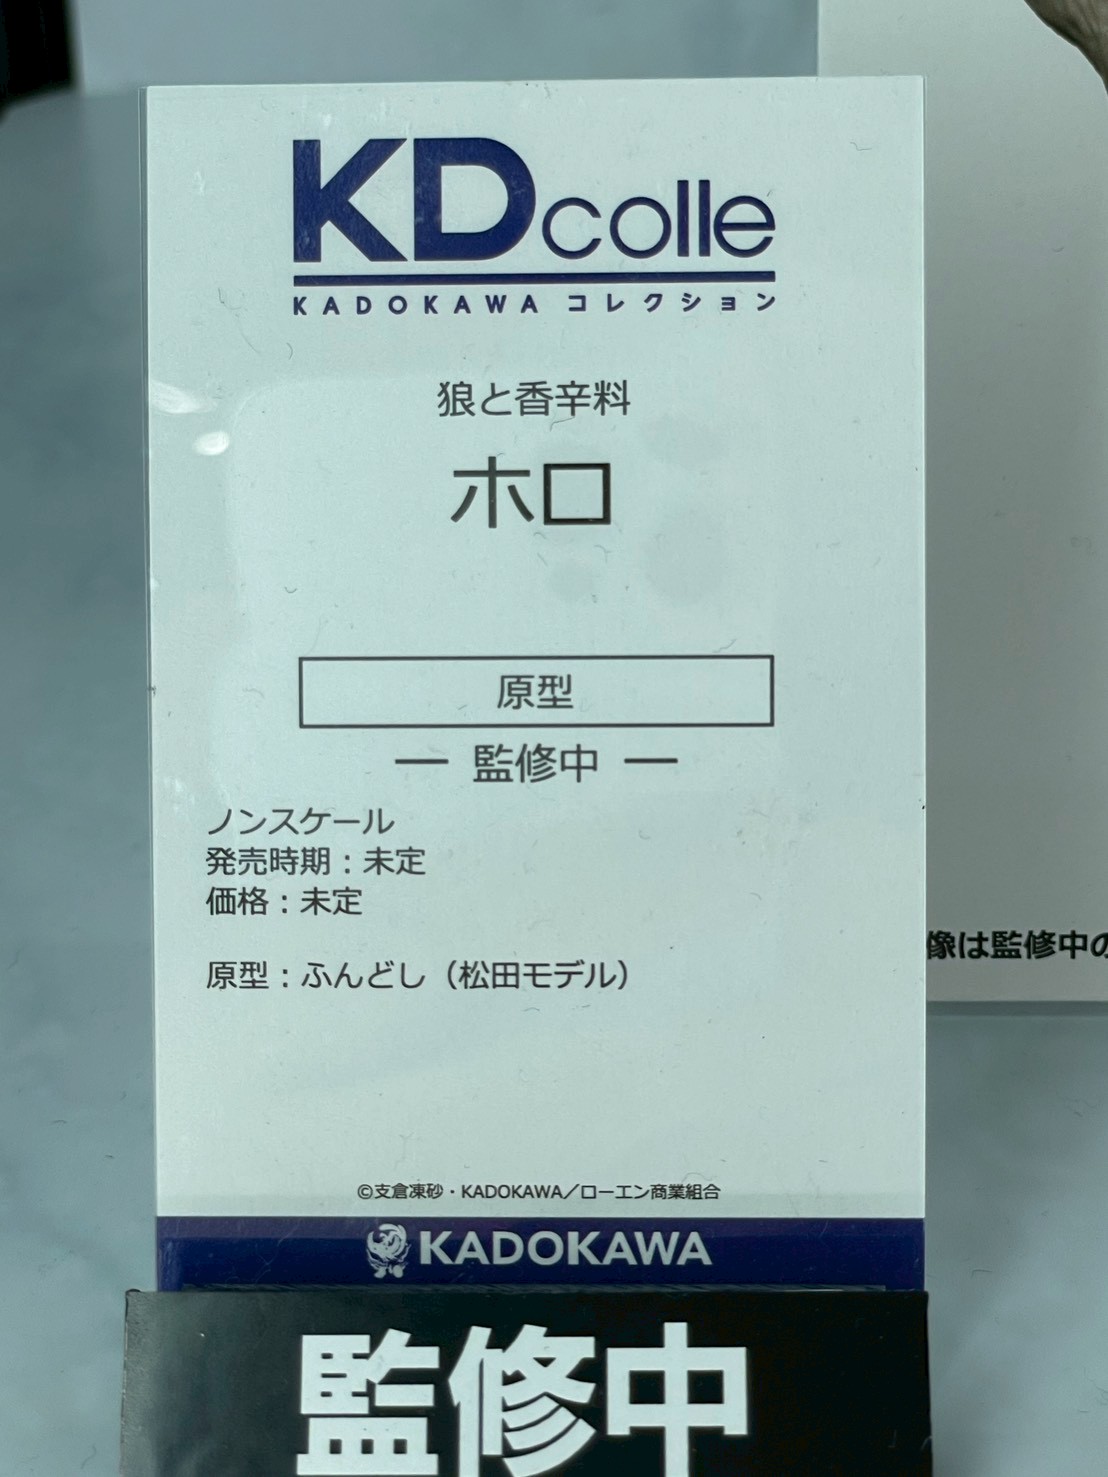 KDcolle
KADOKAWA コレクション
狼と香辛料
ホロ
原型
― 監修中 ―
ノンスケール
発売時期：未定
価格：未定
原型：ふんどし（松田モデル）
©支倉凍砂・KADOKAWA／ローエン商業組合
KADOKAWA
監修中
像は監修中の